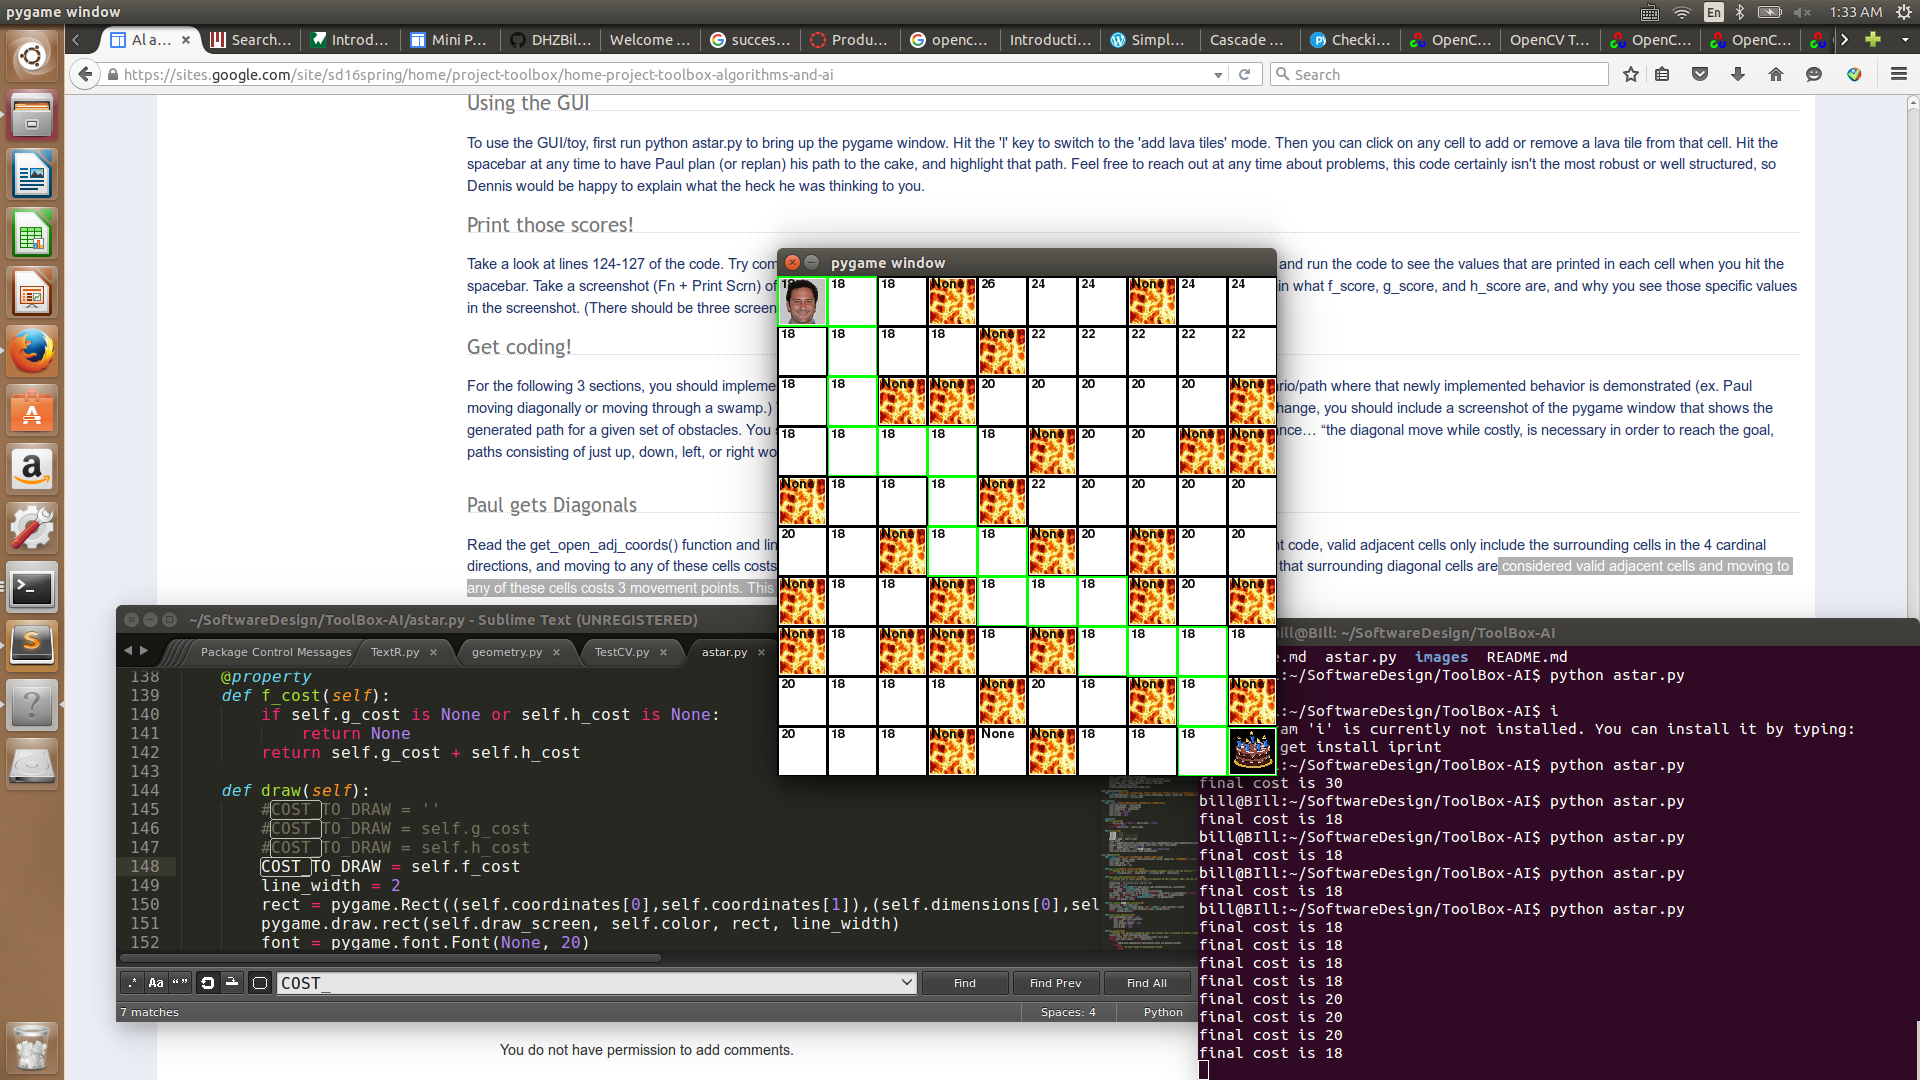 pygame window
En
1:33 AM
AI a...
Search...
Introd...
Mini P...
DHZBil...
Welcome ...
succes...
Produ...
openc...
Introducti...
Simpl...
Cascade ...
Checki...
OpenC...
OpenCV T...
OpenC...
OpenC...
https://sites.google.com/site/sd16spring/home/project-toolbox/home-project-toolbox-algorithms-and-ai
Search
Using the GUI
To use the GUI/toy, first run python astar.py to bring up the pygame window. Hit the 'l' key to switch to the 'add lava tiles' mode. Then you can click on any cell to add or remove a lava tile from that cell. Hit the
spacebar at any time to have Paul plan (or replan) his path to the cake, and highlight that path. Feel free to reach out at any time about problems, this code certainly isn't the most robust or well structured, so
Dennis would be happy to explain what the heck he was thinking to you.
Print those scores!
Take a look at lines 124-127 of the code. Try com
and run the code to see the values that are printed in each cell when you hit the
spacebar. Take a screenshot (Fn + Print Scrn) of
in what f_score, g_score, and h_score are, and why you see those specific values
in the screenshot. (There should be three screen
Get coding!
For the following 3 sections, you should impleme
ario/path where that newly implemented behavior is demonstrated (ex. Paul
moving diagonally or moving through a swamp.)
hange, you should include a screenshot of the pygame window that shows the
generated path for a given set of obstacles. You s
ance… “the diagonal move while costly, is necessary in order to reach the goal,
paths consisting of just up, down, left, or right wo
Paul gets Diagonals
Read the get_open_adj_coords() function and lin
nt code, valid adjacent cells only include the surrounding cells in the 4 cardinal
directions, and moving to any of these cells costs
that surrounding diagonal cells are considered valid adjacent cells and moving to
any of these cells costs 3 movement points. This
You do not have permission to add comments.
pygame window
18 18 18 None 26 24 24 None 24 24
18 18 18 18 None 22 22 22 22 22
18 18 None None 20 20 20 20 20 None
18 18 18 18 18 None 20 20 None None
None 18 18 18 None 22 20 20 20 20
20 18 None 18 18 None 20 None 20 20
None 18 18 None 18 18 18 None 20 None
None None None None 18 None 18 18 18 18
20 18 18 18 None 20 18 None 18 None
20 18 18 None None None 18 18 18
~/SoftwareDesign/ToolBox-AI/astar.py - Sublime Text (UNREGISTERED)
Package Control Messages
TextR.py
geometry.py
TestCV.py
astar.py
138 @property
139 def f_cost(self):
140 if self.g_cost is None or self.h_cost is None:
141 return None
142 return self.g_cost + self.h_cost
143
144 def draw(self):
145 #COST_TO_DRAW = ''
146 #COST_TO_DRAW = self.g_cost
147 #COST_TO_DRAW = self.h_cost
148 COST_TO_DRAW = self.f_cost
149 line_width = 2
150 rect = pygame.Rect((self.coordinates[0],self.coordinates[1]),(self.dimensions[0],sel
151 pygame.draw.rect(self.draw_screen, self.color, rect, line_width)
152 font = pygame.font.Font(None, 20)
.* Aa “ ”
COST_
Find
Find Prev
Find All
7 matches
Spaces: 4
Python
bill@BIll: ~/SoftwareDesign/ToolBox-AI
e.md astar.py images README.md
:~/SoftwareDesign/ToolBox-AI$ python astar.py
:~/SoftwareDesign/ToolBox-AI$ i
am 'i' is currently not installed. You can install it by typing:
get install iprint
:~/SoftwareDesign/ToolBox-AI$ python astar.py
final cost is 30
bill@BIll:~/SoftwareDesign/ToolBox-AI$ python astar.py
final cost is 18
bill@BIll:~/SoftwareDesign/ToolBox-AI$ python astar.py
final cost is 18
bill@BIll:~/SoftwareDesign/ToolBox-AI$ python astar.py
final cost is 18
bill@BIll:~/SoftwareDesign/ToolBox-AI$ python astar.py
final cost is 18
final cost is 18
final cost is 18
final cost is 18
final cost is 20
final cost is 20
final cost is 20
final cost is 18